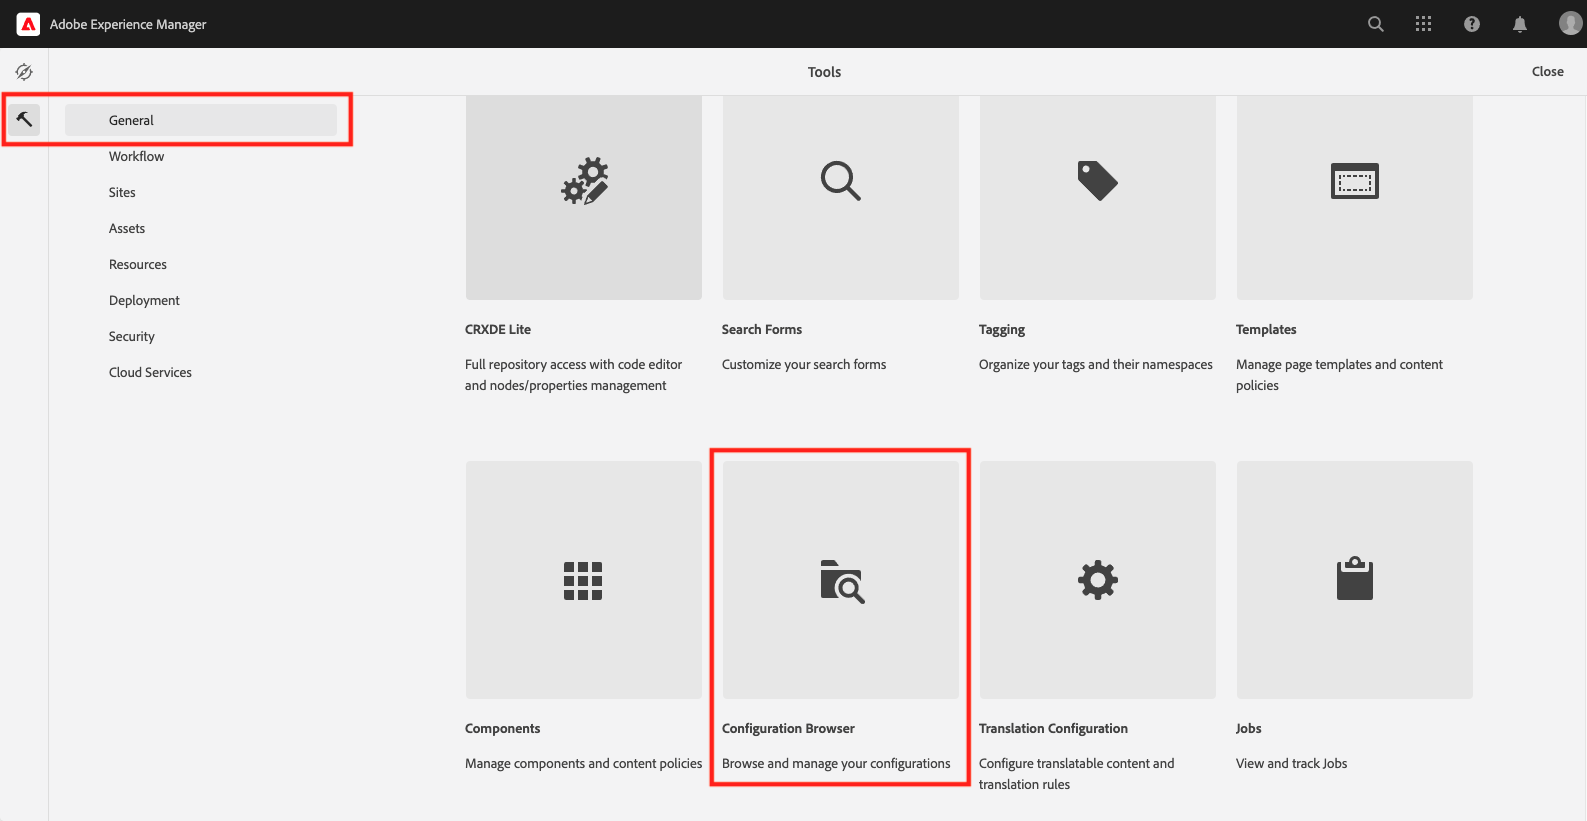 Adobe Experience Manager
Tools
Close
General
Workflow
Sites
Assets
Resources
Deployment
Security
Cloud Services
CRXDE Lite
Full repository access with code editor
and nodes/properties management
Search Forms
Customize your search forms
Tagging
Organize your tags and their namespaces
Templates
Manage page templates and content
policies
Components
Manage components and content policies
Configuration Browser
Browse and manage your configurations
Translation Configuration
Configure translatable content and
translation rules
Jobs
View and track Jobs